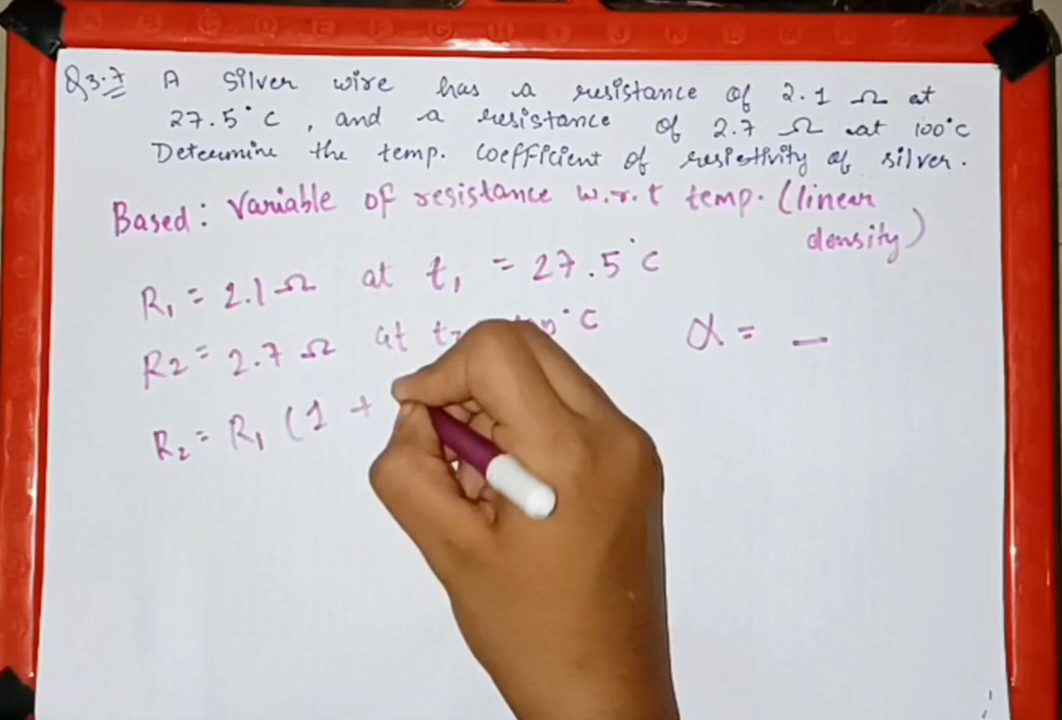 Q3.7 A silver wire has a resistance of 2.1 Ω at
27.5°C, and a resistance of 2.7 Ω at 100°C
Determine the temp. coefficient of resistivity of silver.
Based: Variable of resistance w.r.t temp. (linear
density)
R₁ = 2.1 Ω at t₁ = 27.5°C
R₂ = 2.7 Ω at t₂ °C α = _
R₂ = R₁ (1 +